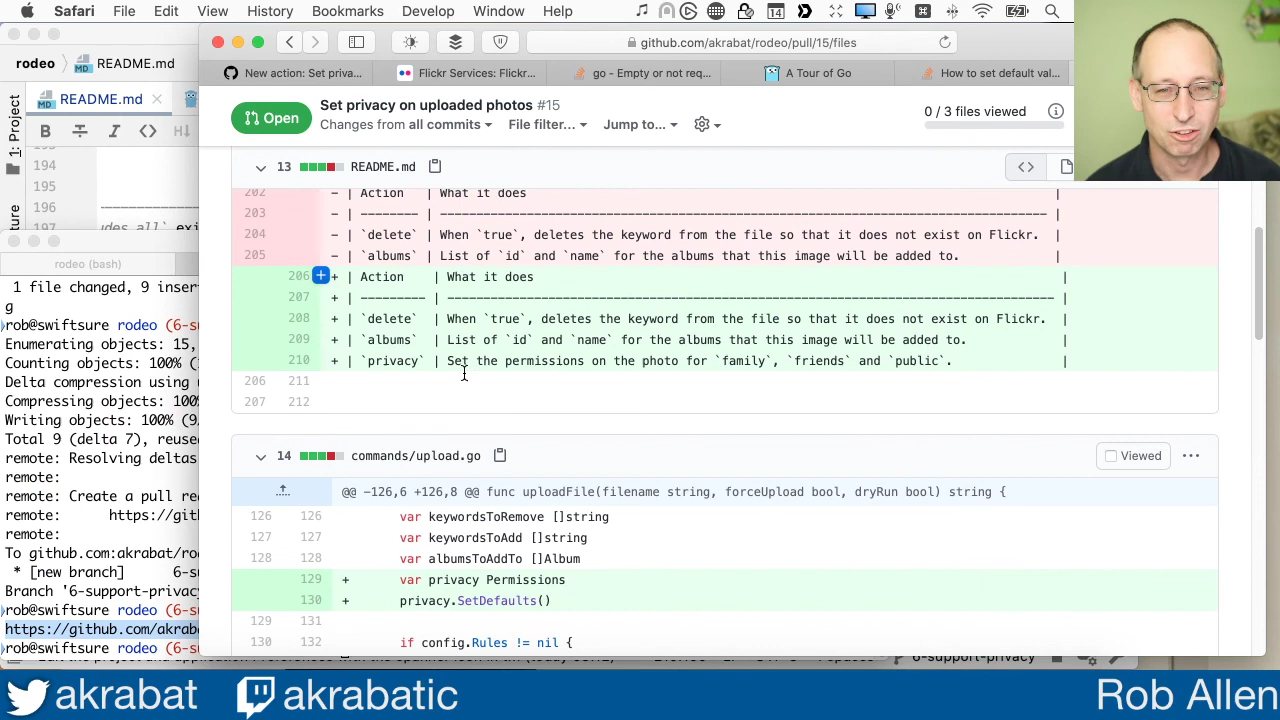 Safari File Edit View History Bookmarks Develop Window Help
rodeo README.md
github.com/akrabat/rodeo/pull/15/files
New action: Set priva... Flickr Services: Flickr... go - Empty or not req... A Tour of Go How to set default val...
1: Project
README.md
Open
Set privacy on uploaded photos #15
Changes from all commits File filter... Jump to...
0 / 3 files viewed
194
195
196
197
13 README.md
202 - | Action | What it does |
203 - | -------- | ------------------------------------------------------------------------------------ |
204 - | `delete` | When `true`, deletes the keyword from the file so that it does not exist on Flickr. |
205 - | `albums` | List of `id` and `name` for the albums that this image will be added to. |
206 + | Action | What it does |
207 + | --------- | ------------------------------------------------------------------------------------ |
208 + | `delete` | When `true`, deletes the keyword from the file so that it does not exist on Flickr. |
209 + | `albums` | List of `id` and `name` for the albums that this image will be added to. |
210 + | `privacy` | Set the permissions on the photo for `family`, `friends` and `public`. |
206 211
207 212
14 commands/upload.go
Viewed
@@ -126,6 +126,8 @@ func uploadFile(filename string, forceUpload bool, dryRun bool) string {
126 126 var keywordsToRemove []string
127 127 var keywordsToAdd []string
128 128 var albumsToAddTo []Album
129 + var privacy Permissions
130 + privacy.SetDefaults()
129 131
130 132 if config.Rules != nil {
rodeo (bash)
1 file changed, 9 inser
g
rob@swiftsure rodeo (6-su
Enumerating objects: 15,
Counting objects: 100% (
Delta compression using
Compressing objects: 100%
Writing objects: 100% (9/
Total 9 (delta 7), reused
remote: Resolving deltas
remote:
remote: Create a pull re
remote: https://git
remote:
To github.com:akrabat/ro
* [new branch] 6-s
Branch '6-support-privacy
rob@swiftsure rodeo (6-s
https://github.com/akraba
rob@swiftsure rodeo (6-s
6-support-privacy
akrabat akrabatic Rob Allen